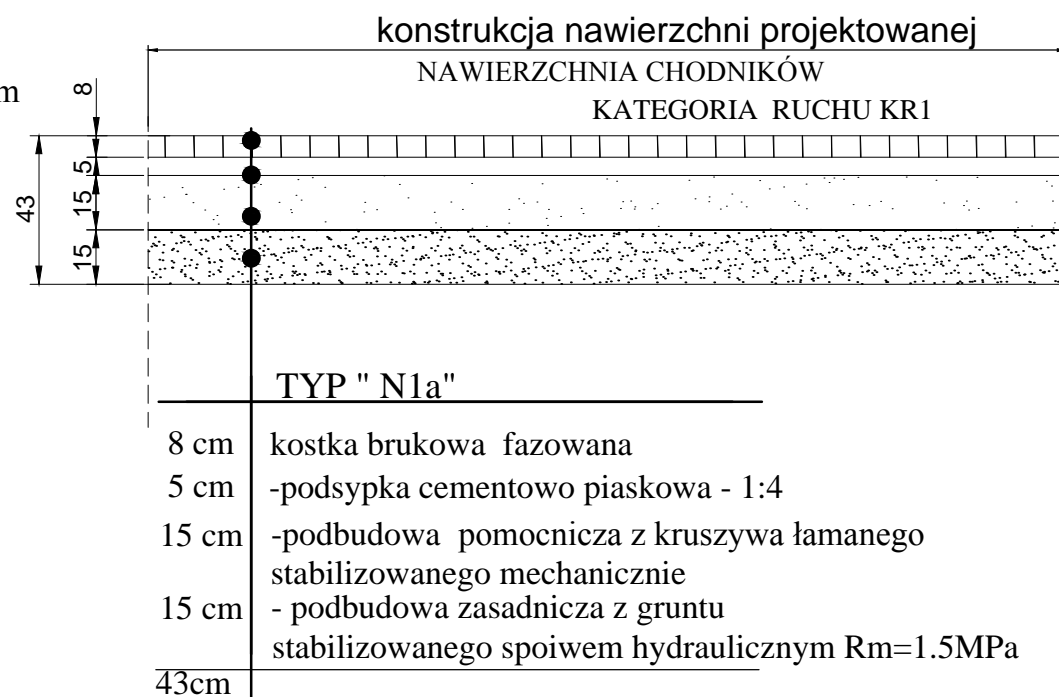 konstrukcja nawierzchni projektowanej
NAWIERZCHNIA CHODNIKÓW
KATEGORIA RUCHU KR1
m
8
5
15
15
43
TYP " N1a"
8 cm kostka brukowa fazowana
5 cm -podsypka cementowo piaskowa - 1:4
15 cm -podbudowa pomocnicza z kruszywa łamanego
stabilizowanego mechanicznie
15 cm - podbudowa zasadnicza z gruntu
stabilizowanego spoiwem hydraulicznym Rm=1.5MPa
43cm